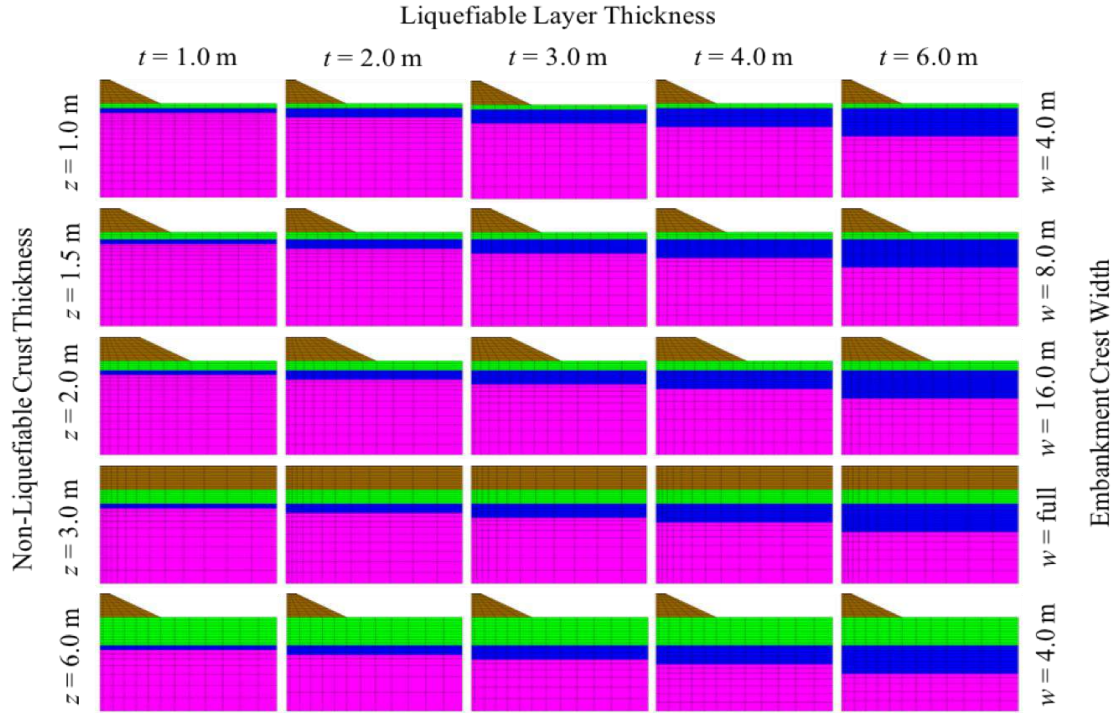 Liquefiable Layer Thickness
t = 1.0 m
t = 2.0 m
t = 3.0 m
t = 4.0 m
t = 6.0 m
Non-Liquefiable Crust Thickness
z = 1.0 m
z = 1.5 m
z = 2.0 m
z = 3.0 m
z = 6.0 m
w = 4.0 m
w = 8.0 m
w = 16.0 m
w = full
w = 4.0 m
Embankment Crest Width